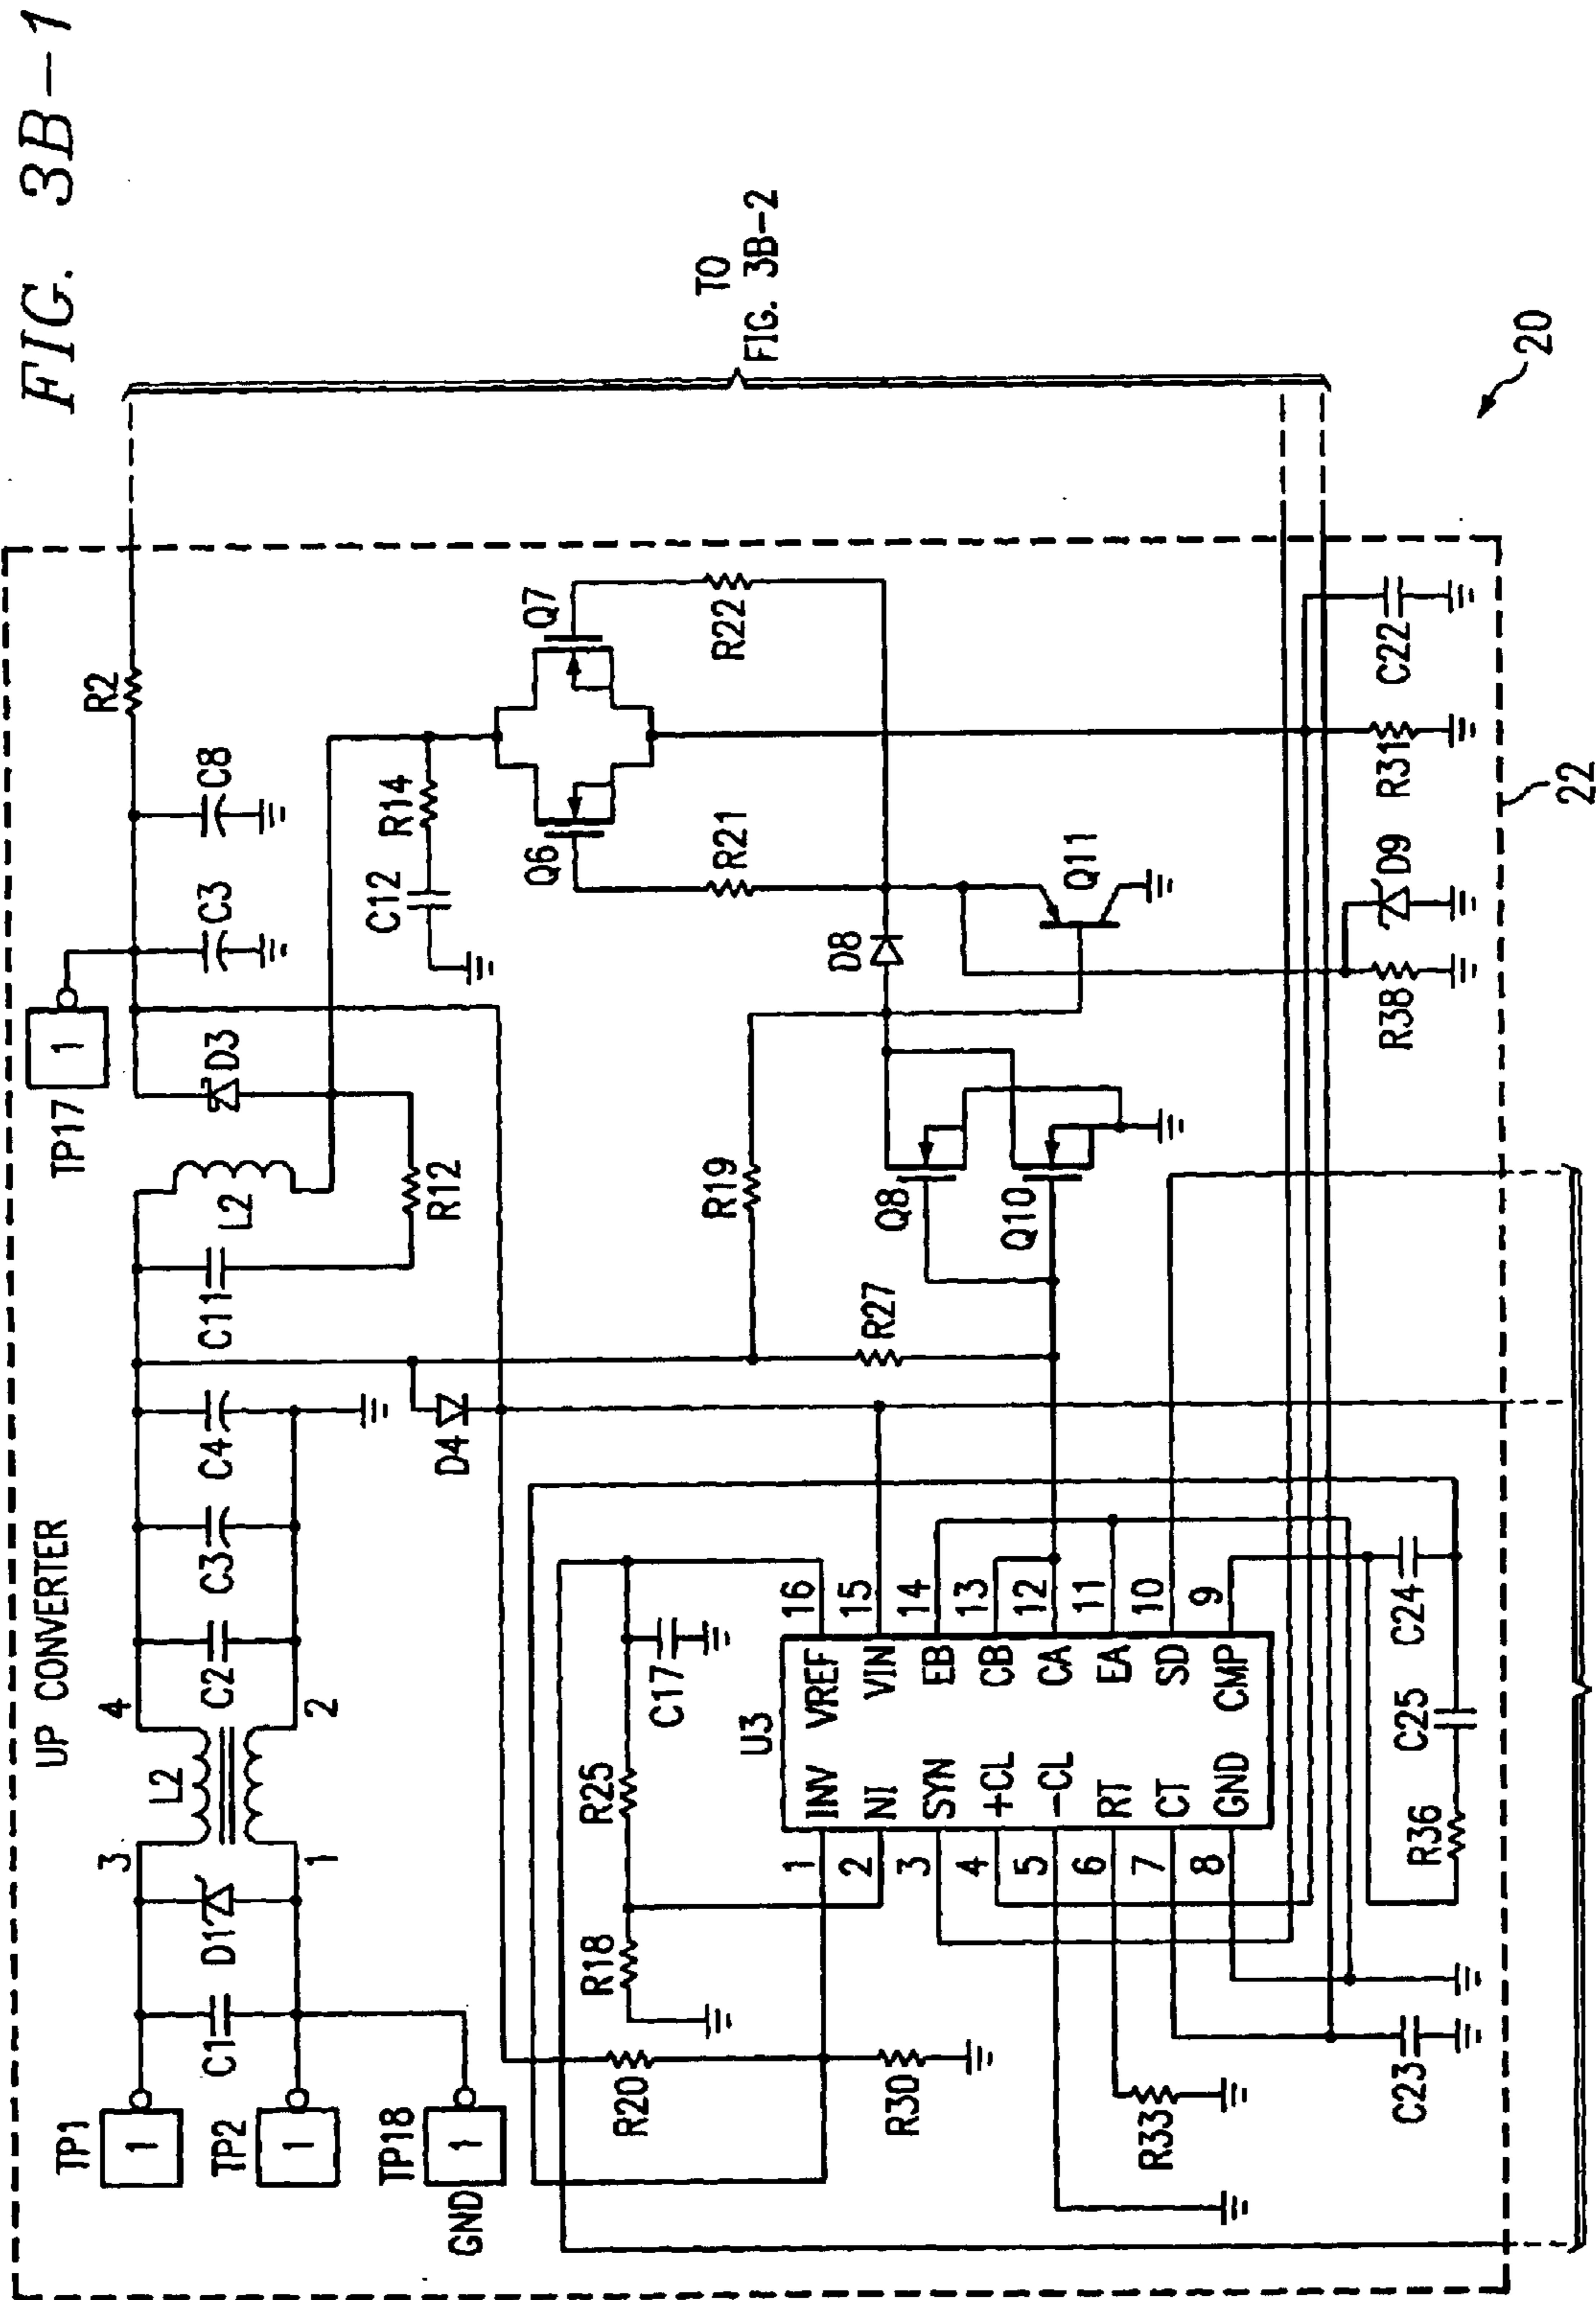 FIG. 3B-1
UP CONVERTER
TP1
1
TP2
1
TP18
1
GND
C1
D1
3
1
L2
4
2
C2
C3
C4
C11
L2
R12
D3
TP17
1
C3
C8
R2
D4
C12
R14
Q6
Q7
R21
R22
R19
R27
D8
Q8
Q10
Q11
R38
D9
R31
C22
R20
R30
R18
R25
C17
U3
1
2
3
4
5
6
7
8
INV
NI
SYN
+CL
-CL
RT
CT
GND
VREF
VIN
EB
CB
CA
EA
SD
CMP
16
15
14
13
12
11
10
9
R33
C23
R36
C25
C24
TO
FIG. 3B-2
20
22